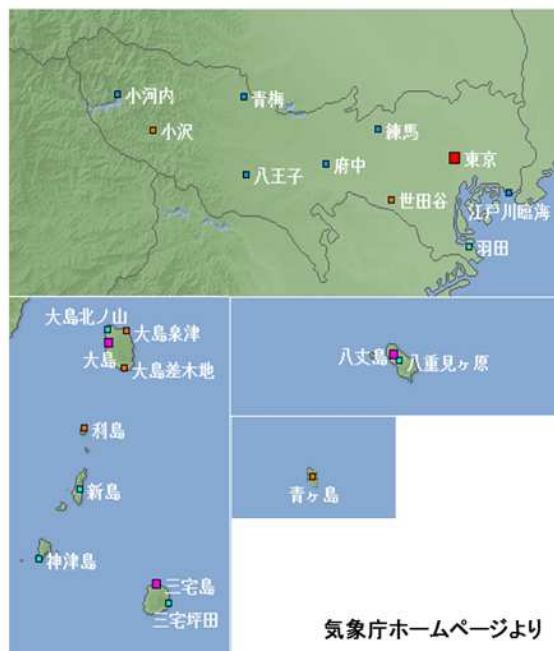 小河内
青梅
小沢
練馬
東京
八王子
府中
世田谷
江戸川臨海
羽田
大島北ノ山
大島泉津
大島
大島差木地
利島
新島
神津島
三宅島
三宅坪田
八丈島
八重見ヶ原
青ヶ島
気象庁ホームページより